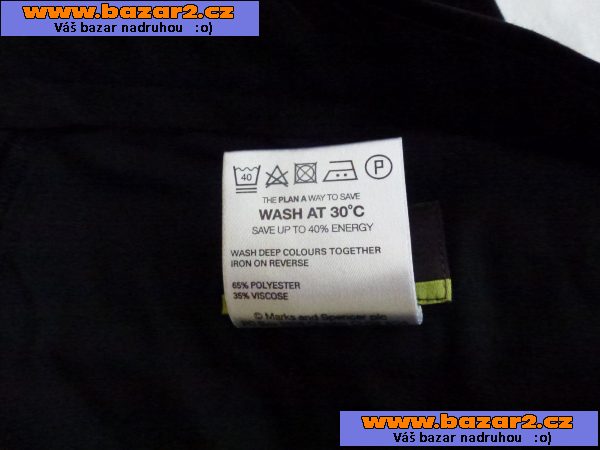 www.bazar2.cz
Váš bazar nadruhou :o)
40
P
THE PLAN A WAY TO SAVE
WASH AT 30°C
SAVE UP TO 40% ENERGY
WASH DEEP COLOURS TOGETHER
IRON ON REVERSE
65% POLYESTER
35% VISCOSE
© Marks and Spencer plc
www.bazar2.cz
Váš bazar nadruhou :o)